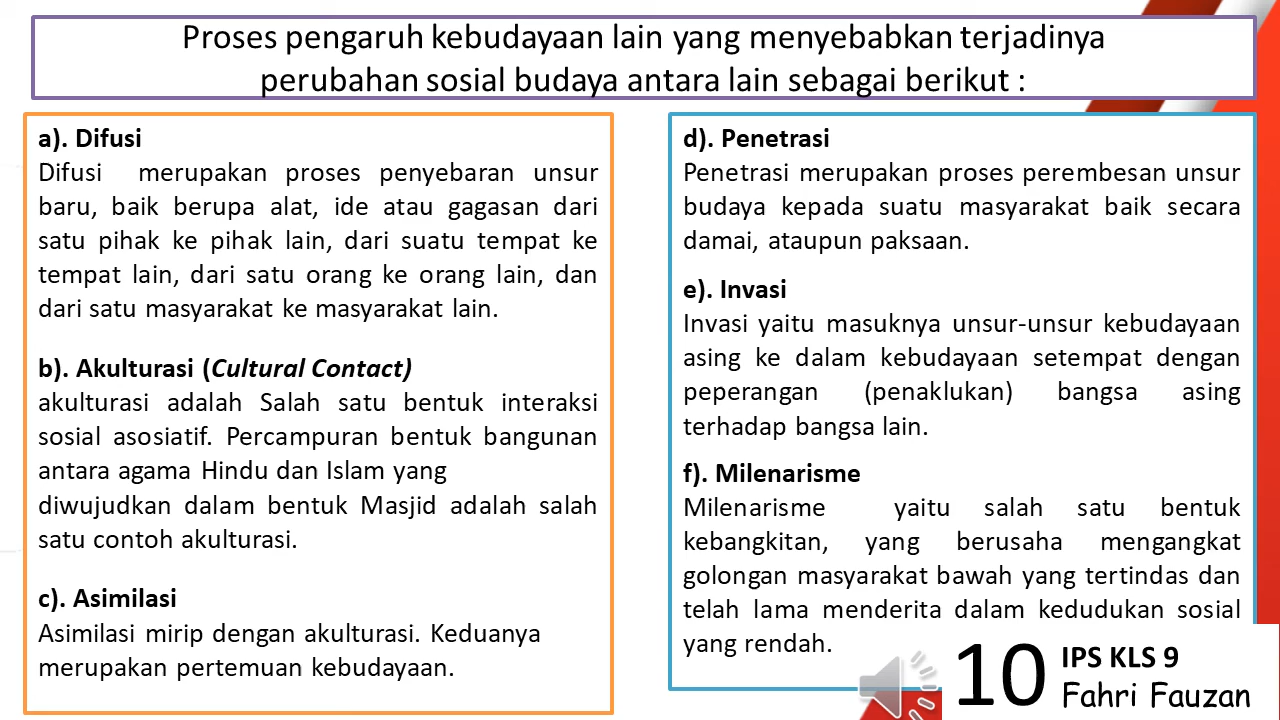 Proses pengaruh kebudayaan lain yang menyebabkan terjadinya
perubahan sosial budaya antara lain sebagai berikut :
a). Difusi
Difusi merupakan proses penyebaran unsur
baru, baik berupa alat, ide atau gagasan dari
satu pihak ke pihak lain, dari suatu tempat ke
tempat lain, dari satu orang ke orang lain, dan
dari satu masyarakat ke masyarakat lain.
b). Akulturasi (Cultural Contact)
akulturasi adalah Salah satu bentuk interaksi
sosial asosiatif. Percampuran bentuk bangunan
antara agama Hindu dan Islam yang
diwujudkan dalam bentuk Masjid adalah salah
satu contoh akulturasi.
c). Asimilasi
Asimilasi mirip dengan akulturasi. Keduanya
merupakan pertemuan kebudayaan.
d). Penetrasi
Penetrasi merupakan proses perembesan unsur
budaya kepada suatu masyarakat baik secara
damai, ataupun paksaan.
e). Invasi
Invasi yaitu masuknya unsur-unsur kebudayaan
asing ke dalam kebudayaan setempat dengan
peperangan (penaklukan) bangsa asing
terhadap bangsa lain.
f). Milenarisme
Milenarisme yaitu salah satu bentuk
kebangkitan, yang berusaha mengangkat
golongan masyarakat bawah yang tertindas dan
telah lama menderita dalam kedudukan sosial
yang rendah.
10
IPS KLS 9
Fahri Fauzan